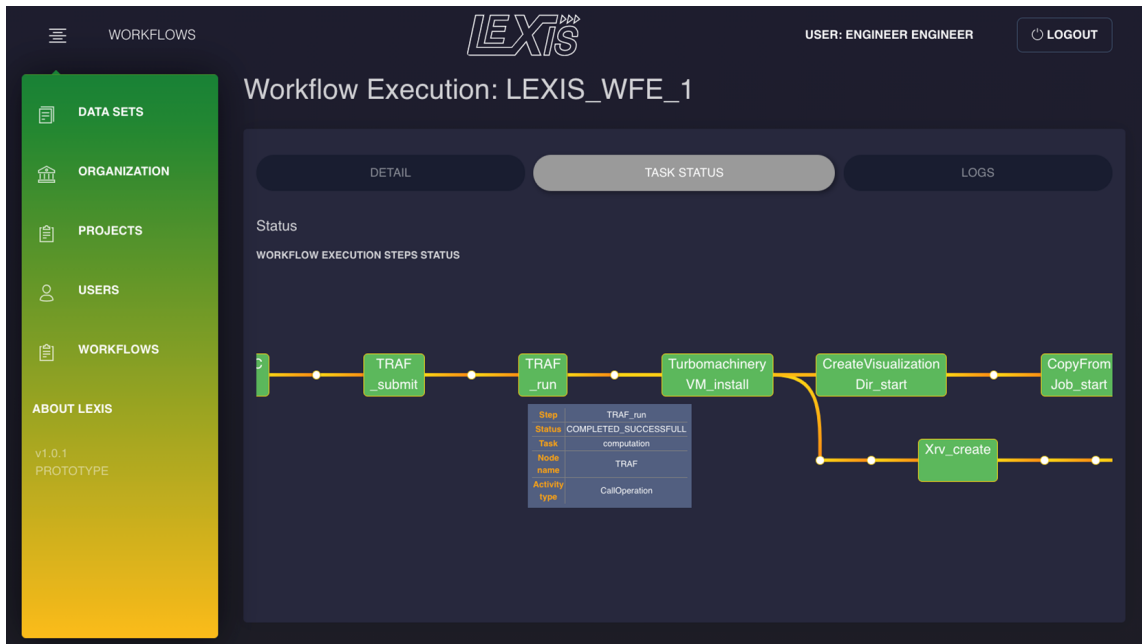 WORKFLOWS
LEXIS
USER: ENGINEER ENGINEER
LOGOUT
DATA SETS
ORGANIZATION
PROJECTS
USERS
WORKFLOWS
ABOUT LEXIS
v1.0.1
PROTOTYPE
Workflow Execution: LEXIS_WFE_1
DETAIL
TASK STATUS
LOGS
Status
WORKFLOW EXECUTION STEPS STATUS
C
TRAF
_submit
TRAF
_run
Turbomachinery
VM_install
CreateVisualization
Dir_start
CopyFrom
Job_start
Xrv_create
Step TRAF_run
Status COMPLETED_SUCCESSFULL
Task computation
Node
name TRAF
Activity
type CallOperation